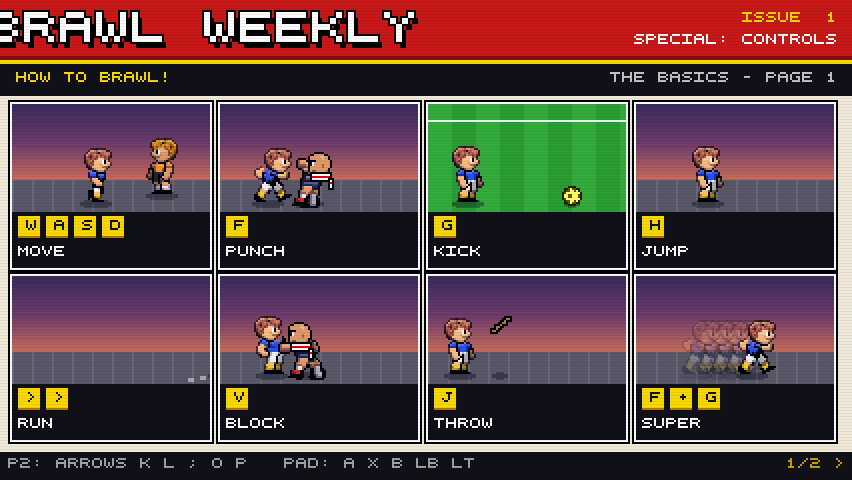 BRAWL WEEKLY
ISSUE 1
SPECIAL: CONTROLS
HOW TO BRAWL!
THE BASICS - PAGE 1
W A S D
MOVE
F
PUNCH
G
KICK
H
JUMP
> >
RUN
V
BLOCK
J
THROW
F + G
SUPER
P2: ARROWS K L ; O P PAD: A X B LB LT
1/2 >